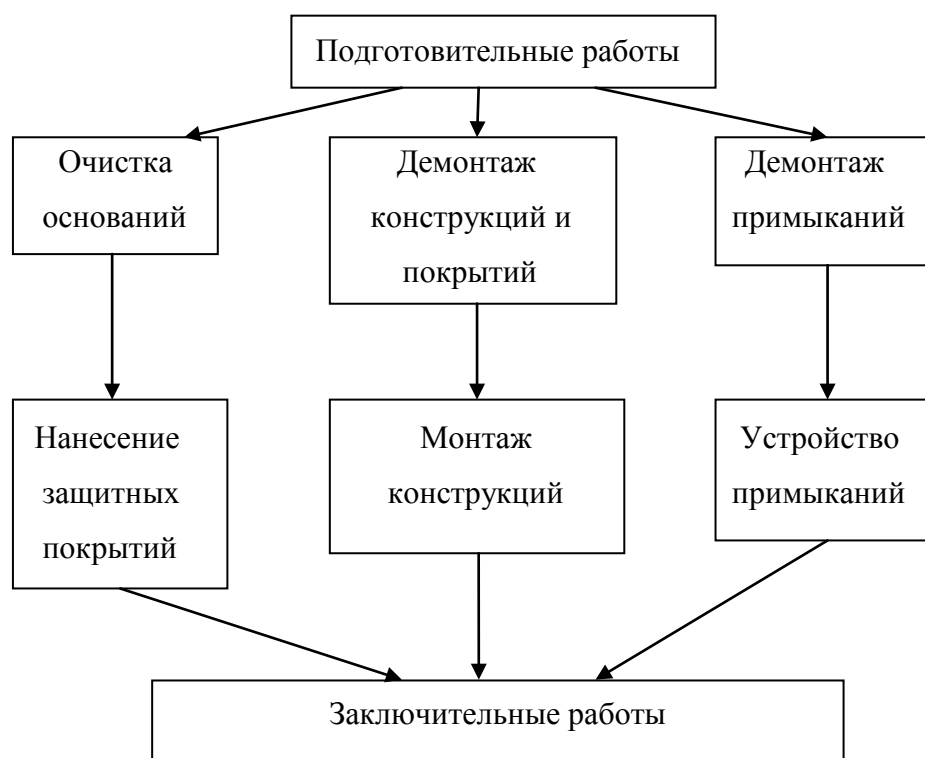 Подготовительные работы
Очистка
оснований
Демонтаж
конструкций и
покрытий
Демонтаж
примыканий
Нанесение
защитных
покрытий
Монтаж
конструкций
Устройство
примыканий
Заключительные работы